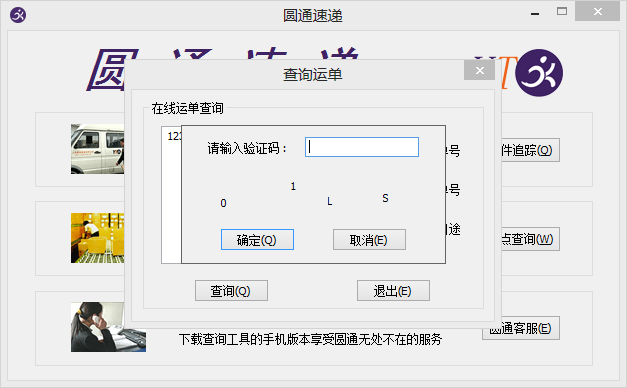 圆通速递
圆 通 速 递
查询运单
在线运单查询
123
请输入验证码：
0 1 L S
确定(Q)
取消(E)
单号
单号
查询(Q)
退出(E)
件追踪(Q)
点查询(W)
圆通客服(E)
下载查询工具的手机版本享受圆通无处不在的服务